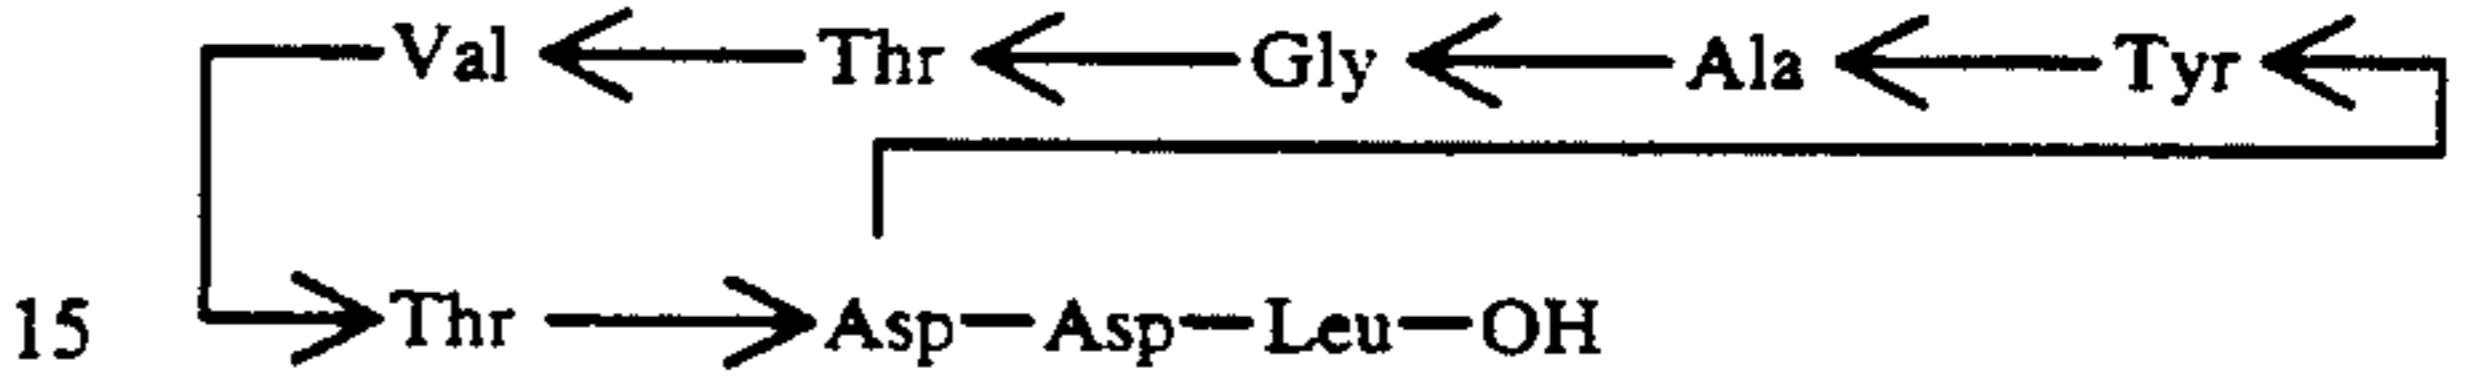 Val Thr Gly Ala Tyr
15 Thr Asp-Asp-Leu-OH